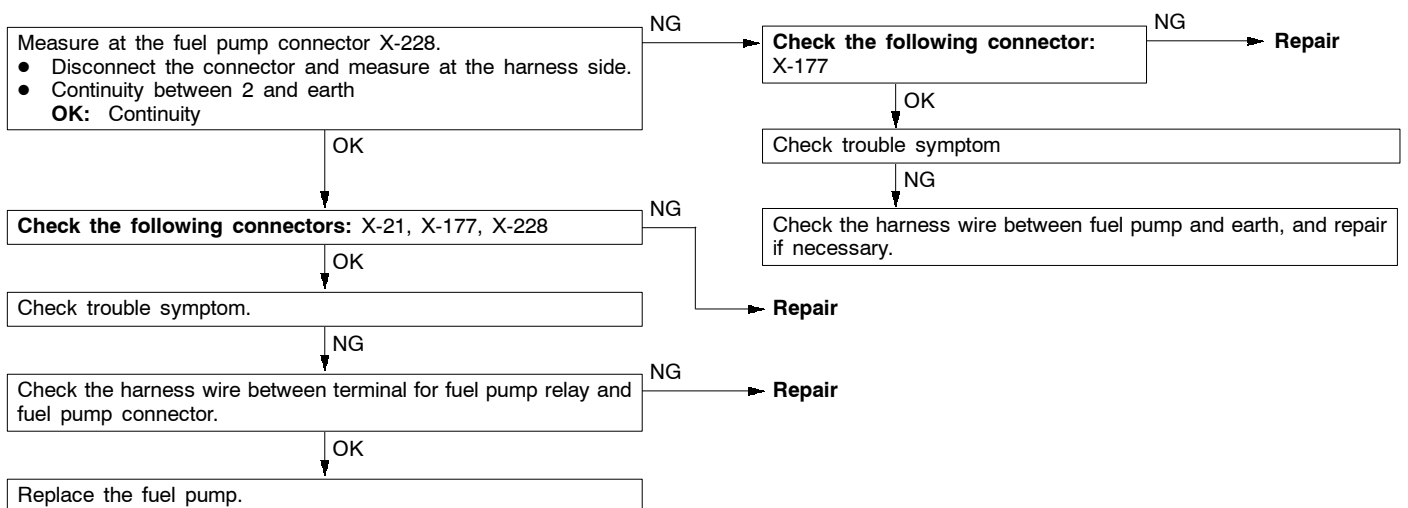 Measure at the fuel pump connector X-228.
● Disconnect the connector and measure at the harness side.
● Continuity between 2 and earth
OK: Continuity
NG
Check the following connector:
X-177
NG
Repair
OK
Check trouble symptom
NG
Check the harness wire between fuel pump and earth, and repair
if necessary.
OK
Check the following connectors: X-21, X-177, X-228
NG
Repair
OK
Check trouble symptom.
NG
Check the harness wire between terminal for fuel pump relay and
fuel pump connector.
NG
Repair
OK
Replace the fuel pump.